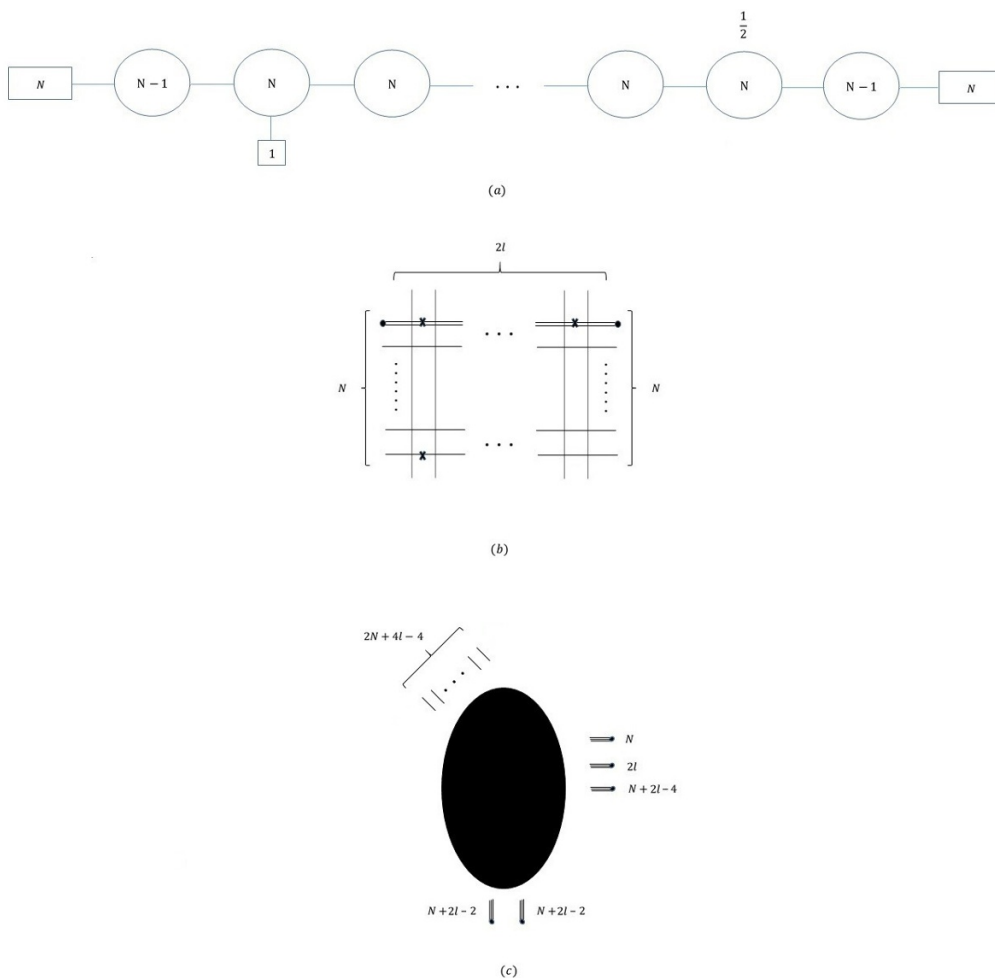 1/2
N N − 1 N N . . . N N N−1 N
1
(a)
2l
. . .
N N
. . .
(b)
2N + 4l − 4
N
2l
N + 2l − 4
N + 2l − 2 N + 2l − 2
(c)